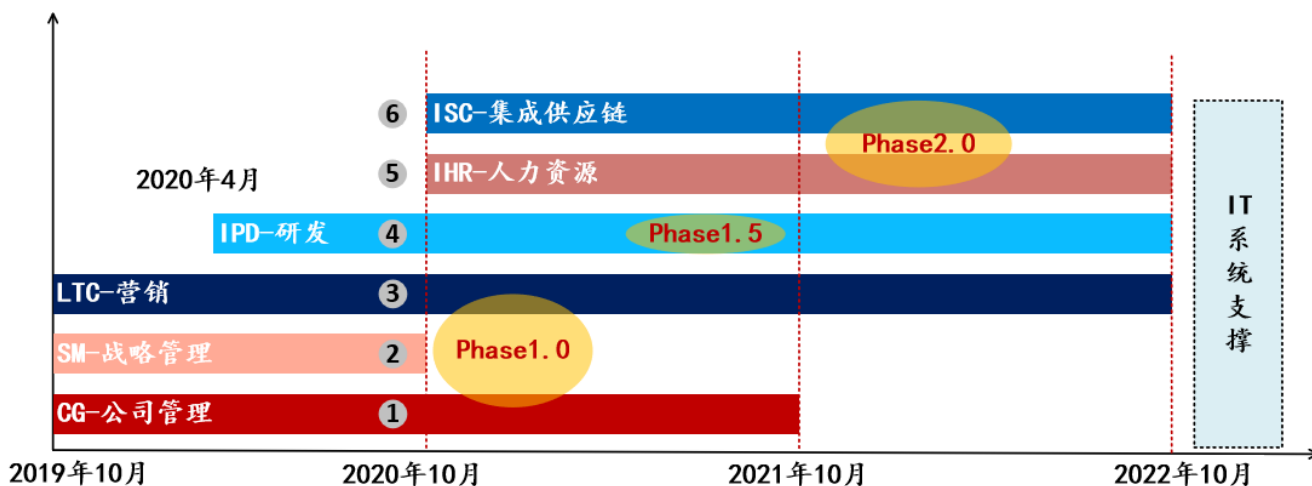 6 ISC-集成供应链
Phase2.0
5 IHR-人力资源
2020年4月
4 IPD-研发
Phase1.5
3 LTC-营销
2 SM-战略管理
Phase1.0
1 CG-公司管理
IT系统支撑
2019年10月 2020年10月 2021年10月 2022年10月